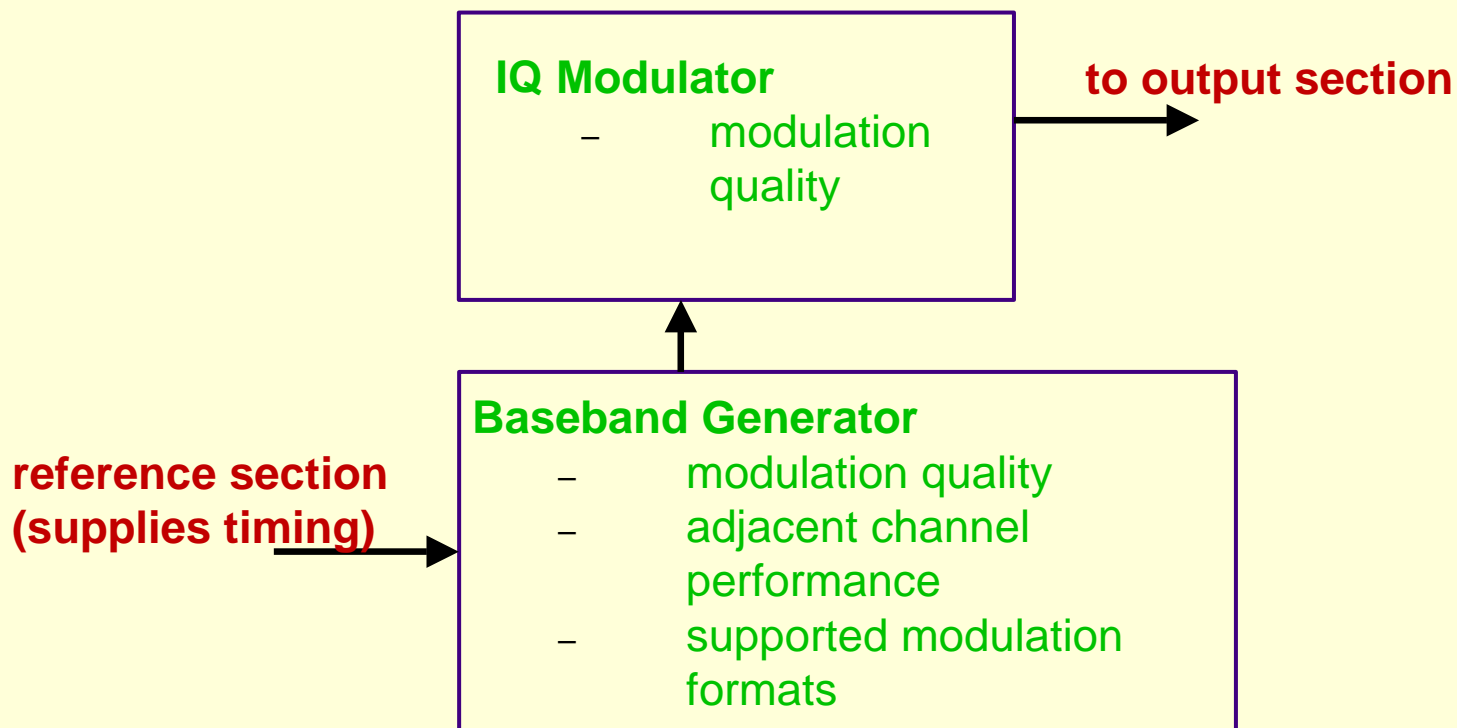 IQ Modulator
– modulation
quality
to output section
Baseband Generator
– modulation quality
– adjacent channel
performance
– supported modulation
formats
reference section
(supplies timing)